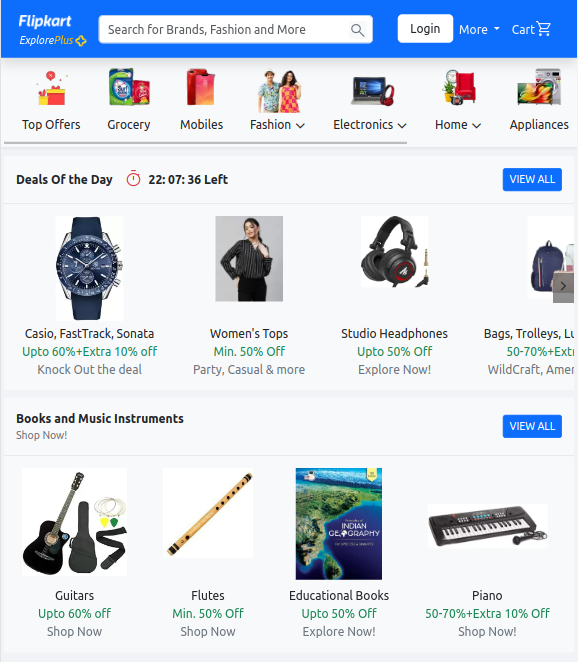 Flipkart
ExplorePlus
Search for Brands, Fashion and More
Login
More
Cart
Top Offers
Grocery
Mobiles
Fashion
Electronics
Home
Appliances
Deals Of the Day
22: 07: 36 Left
VIEW ALL
Casio, FastTrack, Sonata
Upto 60%+Extra 10% off
Knock Out the deal
Women's Tops
Min. 50% Off
Party, Casual & more
Studio Headphones
Upto 50% Off
Explore Now!
Bags, Trolleys, Lu
50-70%+Extr
WildCraft, Amer
Books and Music Instruments
Shop Now!
VIEW ALL
INDIAN
GEOGRAPHY
Guitars
Upto 60% off
Shop Now
Flutes
Min. 50% Off
Shop Now
Educational Books
Upto 50% Off
Explore Now!
Piano
50-70%+Extra 10% Off
Shop Now!